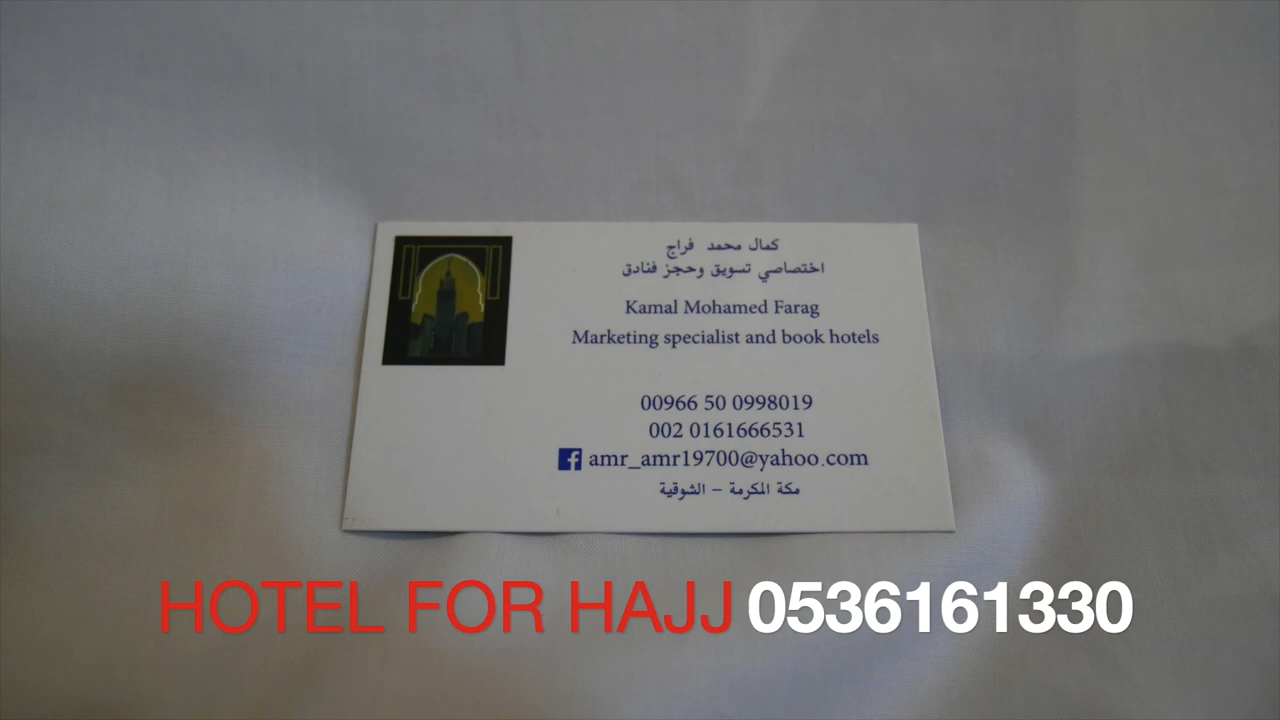 كمال محمد فراج
اختصاصي تسويق وحجز فنادق
Kamal Mohamed Farag
Marketing specialist and book hotels
00966 50 0998019
002 0161666531
amr_amr19700@yahoo.com
مكة المكرمة - الشوقية
HOTEL FOR HAJJ 0536161330